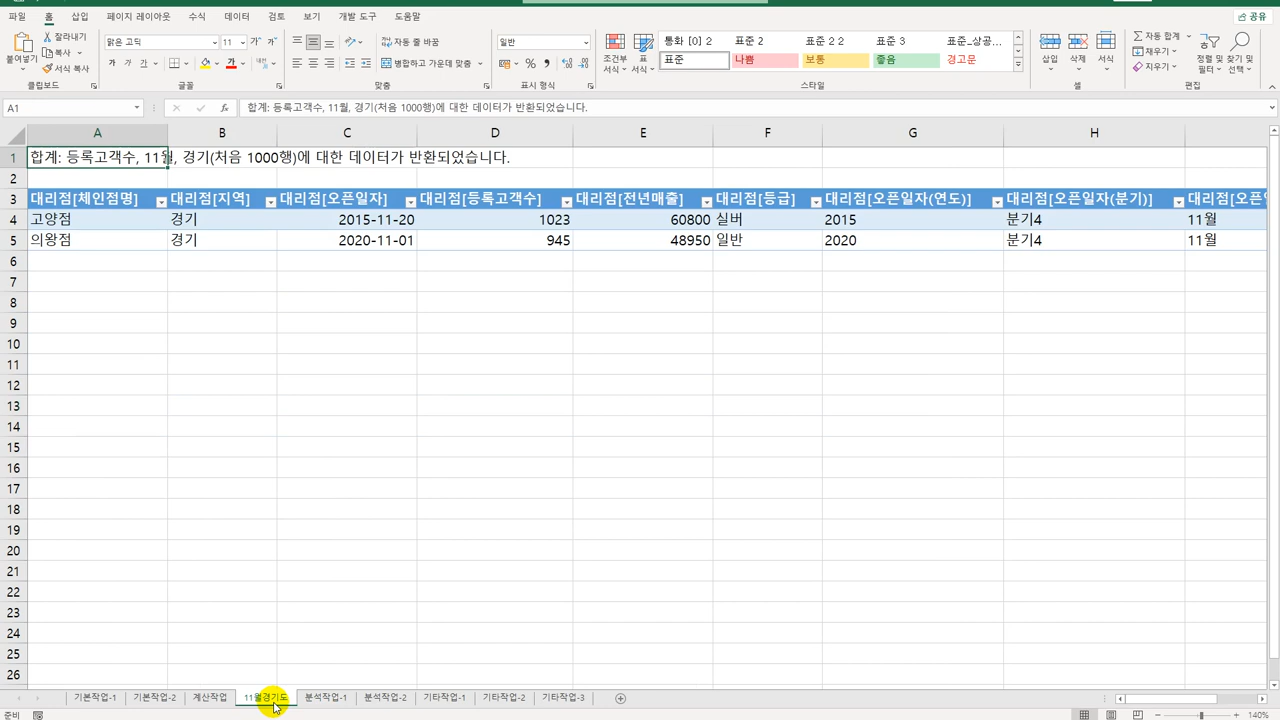 파일 홈 삽입 페이지 레이아웃 수식 데이터 검토 보기 개발 도구 도움말 공유
붙여넣기 잘라내기 맑은 고딕 11 자동 줄 바꿈 일반 조건부 서식 표 서식 통화 [0] 2 표준 2 표준 2 2 표준 3 표준_상공... 삽입 삭제 서식 자동 합계 정렬 및 필터 찾기 및 선택
복사 채우기
서식 복사 가 가 가 병합하고 가운데 맞춤 표준 나쁨 보통 좋음 경고문 지우기
클립보드 글꼴 맞춤 표시 형식 스타일 셀 편집
A1 fx 합계: 등록고객수, 11월, 경기(처음 1000행)에 대한 데이터가 반환되었습니다.
A B C D E F G H
1 합계: 등록고객수, 11월, 경기(처음 1000행)에 대한 데이터가 반환되었습니다.
2
3 대리점[체인점명] 대리점[지역] 대리점[오픈일자] 대리점[등록고객수] 대리점[전년매출] 대리점[등급] 대리점[오픈일자(연도)] 대리점[오픈일자(분기)] 대리점[오픈
4 고양점 경기 2015-11-20 1023 60800 실버 2015 분기4 11월
5 의왕점 경기 2020-11-01 945 48950 일반 2020 분기4 11월
6
7
8
9
10
11
12
13
14
15
16
17
18
19
20
21
22
23
24
25
26
기본작업-1 기본작업-2 계산작업 11월경기도 분석작업-1 분석작업-2 기타작업-1 기타작업-2 기타작업-3
준비 140%